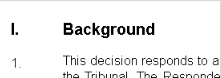 I. Background
1. This decision responds to a
the Tribunal. The Responde